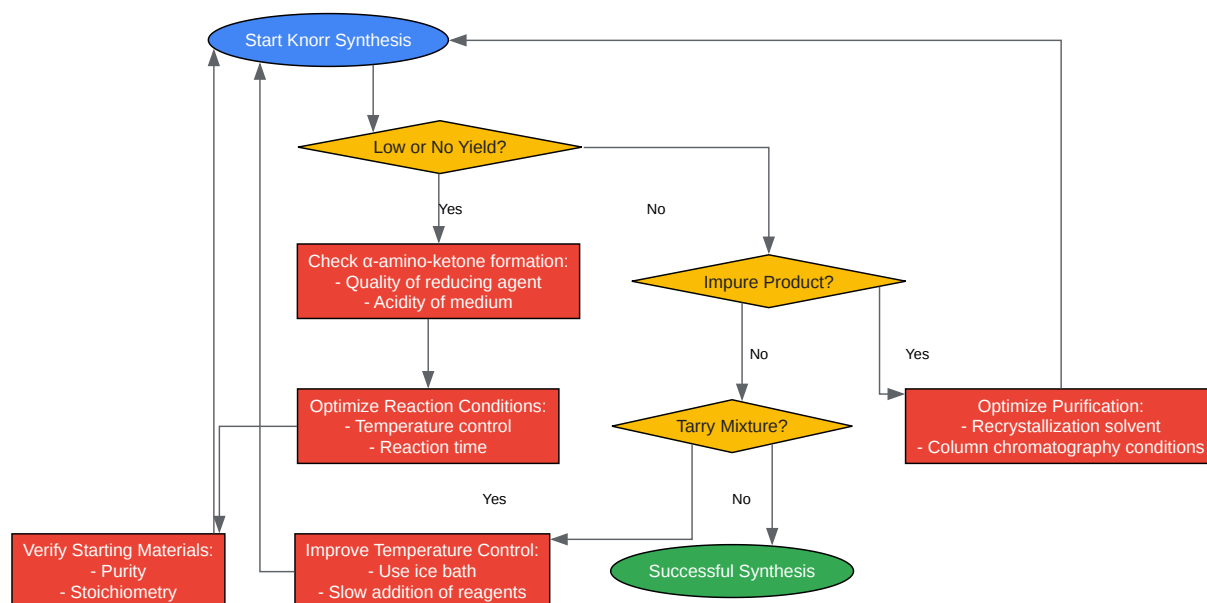 Start Knorr Synthesis
Low or No Yield?
Yes
No
Check α-amino-ketone formation:
- Quality of reducing agent
- Acidity of medium
Impure Product?
No
Yes
Optimize Reaction Conditions:
- Temperature control
- Reaction time
Tarry Mixture?
Optimize Purification:
- Recrystallization solvent
- Column chromatography conditions
Yes
No
Verify Starting Materials:
- Purity
- Stoichiometry
Improve Temperature Control:
- Use ice bath
- Slow addition of reagents
Successful Synthesis